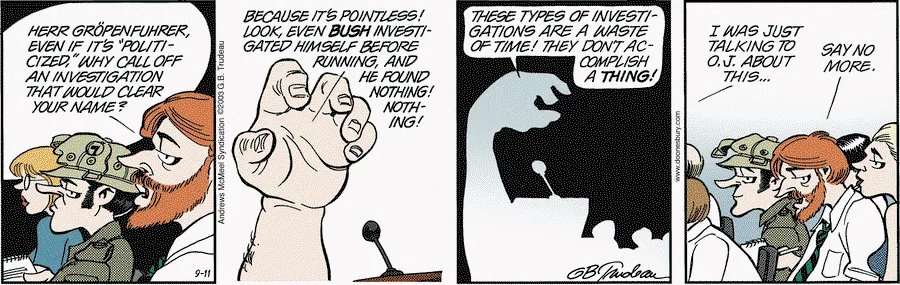 HERR GRÖPENFUHRER,
EVEN IF IT'S "POLITI-
CIZED," WHY CALL OFF
AN INVESTIGATION
THAT WOULD CLEAR
YOUR NAME?
7
9-11
Andrews McMeel Syndication ©2003 G.B. Trudeau
BECAUSE IT'S POINTLESS!
LOOK, EVEN BUSH INVESTI-
GATED HIMSELF BEFORE
RUNNING, AND
HE FOUND
NOTHING!
NOTH-
ING!
THESE TYPES OF INVESTI-
GATIONS ARE A WASTE
OF TIME! THEY DON'T AC-
COMPLISH
A THING!
GB Trudeau
www.doonesbury.com
I WAS JUST
TALKING TO
O.J. ABOUT
THIS...
SAY NO
MORE.